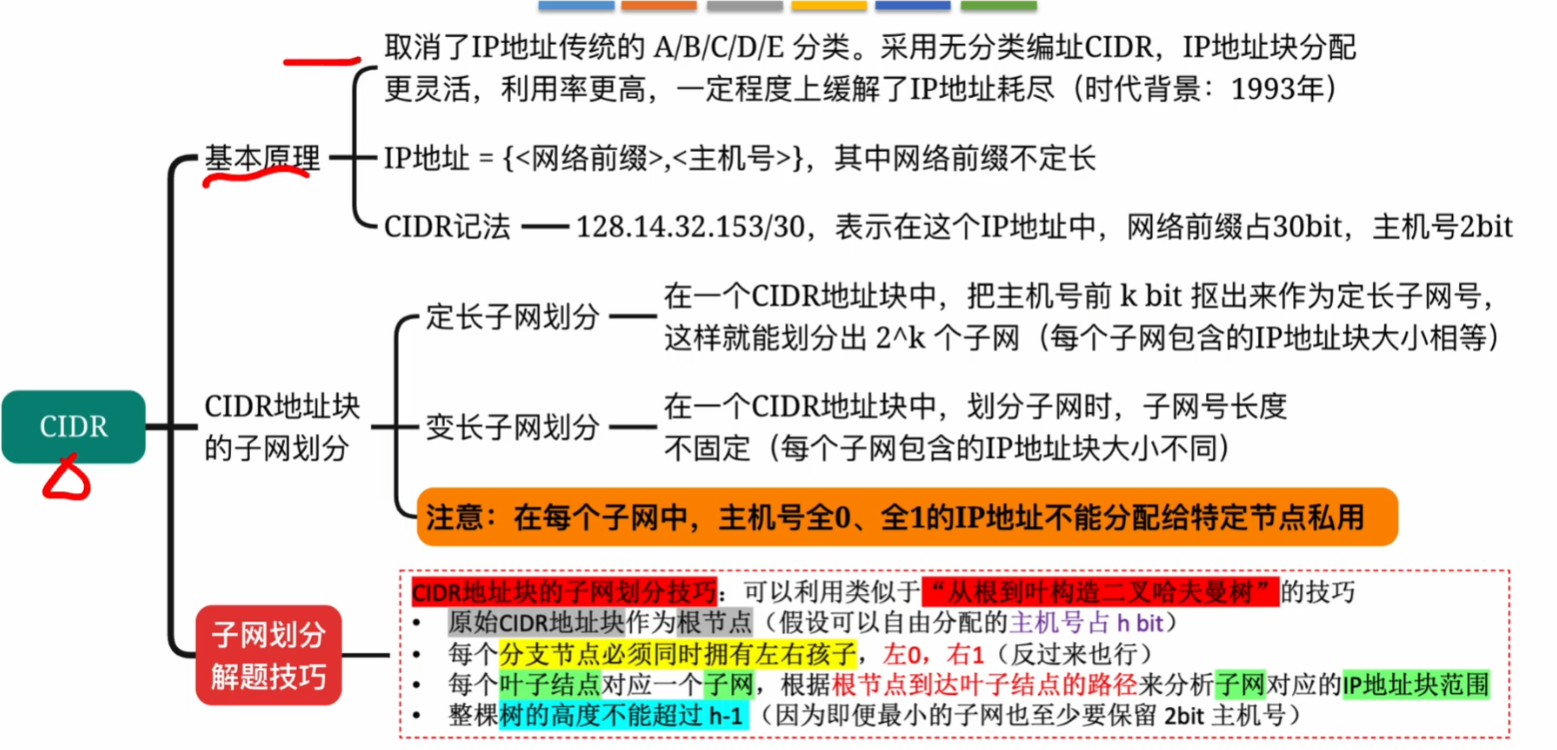 取消了IP地址传统的 A/B/C/D/E 分类。采用无分类编址CIDR，IP地址块分配
更灵活，利用率更高，一定程度上缓解了IP地址耗尽（时代背景：1993年）
基本原理
IP地址 = {<网络前缀>,<主机号>}，其中网络前缀不定长
CIDR记法
128.14.32.153/30，表示在这个IP地址中，网络前缀占30bit，主机号2bit
CIDR
CIDR地址块
的子网划分
定长子网划分
在一个CIDR地址块中，把主机号前 k bit 抠出来作为定长子网号，
这样就能划分出 2^k 个子网（每个子网包含的IP地址块大小相等）
变长子网划分
在一个CIDR地址块中，划分子网时，子网号长度
不固定（每个子网包含的IP地址块大小不同）
注意：在每个子网中，主机号全0、全1的IP地址不能分配给特定节点私用
子网划分
解题技巧
CIDR地址块的子网划分技巧：可以利用类似于“从根到叶构造二叉哈夫曼树”的技巧
• 原始CIDR地址块作为根节点（假设可以自由分配的主机号占 h bit）
• 每个分支节点必须同时拥有左右孩子，左0，右1（反过来也行）
• 每个叶子结点对应一个子网，根据根节点到达叶子结点的路径来分析子网对应的IP地址块范围
• 整棵树的高度不能超过 h-1（因为即便最小的子网也至少要保留 2bit 主机号）